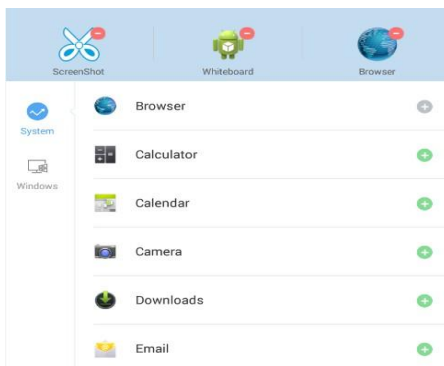 ScreenShot Whiteboard Browser
System
Windows
Browser
Calculator
Calendar
Camera
Downloads
Email